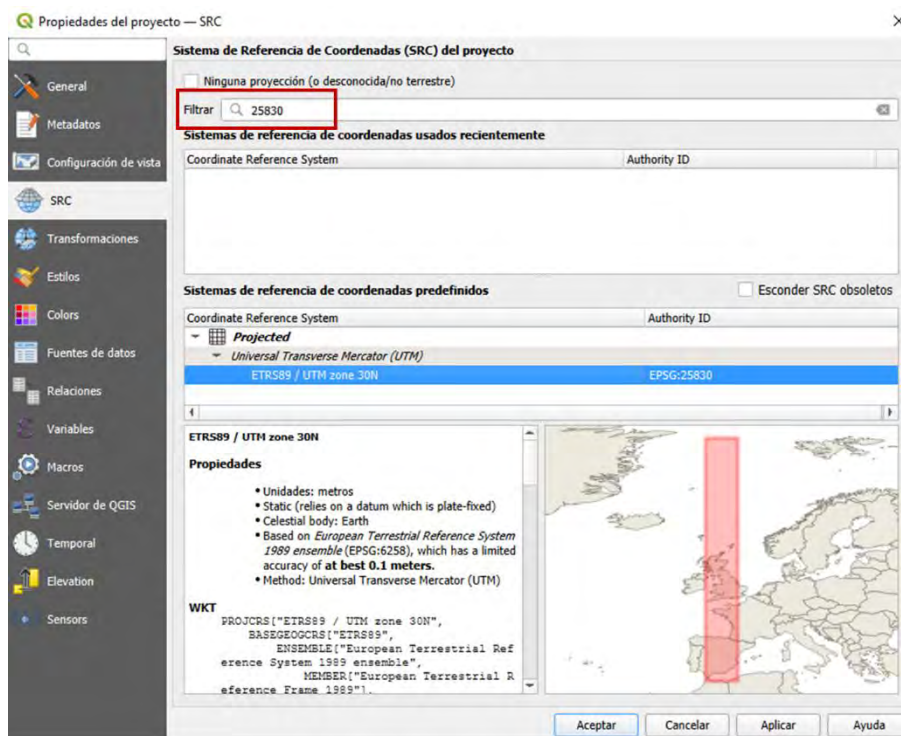 Propiedades del proyecto — SRC
Sistema de Referencia de Coordenadas (SRC) del proyecto
General
Metadatos
Configuración de vista
SRC
Transformaciones
Estilos
Colors
Fuentes de datos
Relaciones
Variables
Macros
Servidor de QGIS
Temporal
Elevation
Sensors
Ninguna proyección (o desconocida/no terrestre)
Filtrar 25830
Sistemas de referencia de coordenadas usados recientemente
Coordinate Reference System Authority ID
Sistemas de referencia de coordenadas predefinidos Esconder SRC obsoletos
Coordinate Reference System Authority ID
Projected
Universal Transverse Mercator (UTM)
ETRS89 / UTM zone 30N EPSG:25830
ETRS89 / UTM zone 30N
Propiedades
• Unidades: metros
• Static (relies on a datum which is plate-fixed)
• Celestial body: Earth
• Based on European Terrestrial Reference System
1989 ensemble (EPSG:6258), which has a limited
accuracy of at best 0.1 meters.
• Method: Universal Transverse Mercator (UTM)
WKT
PROJCRS["ETRS89 / UTM zone 30N",
BASEGEOGCRS["ETRS89",
ENSEMBLE["European Terrestrial Ref
erence System 1989 ensemble",
MEMBER["European Terrestrial R
eference Frame 1989"],
Aceptar Cancelar Aplicar Ayuda